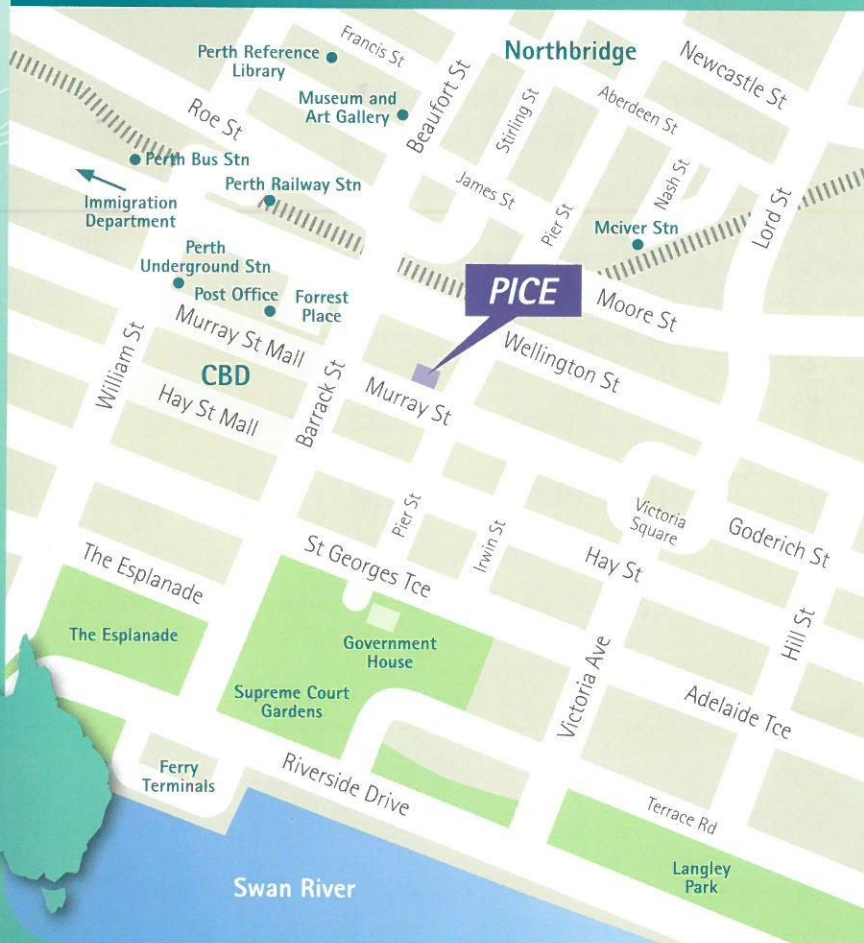 Francis St
Northbridge
Newcastle St
Perth Reference
Library
Beaufort St
Roe St
Museum and
Art Gallery
Stirling St
Aberdeen St
Perth Bus Stn
Nash St
Immigration
Department
Perth Railway Stn
James St
Pier St
Lord St
Mciver Stn
Perth
Underground Stn
PICE
Post Office
Forrest
Place
Moore St
Murray St Mall
Wellington St
William St
CBD
Barrack St
Murray St
Hay St Mall
Pier St
Irwin St
Victoria
Square
Goderich St
The Esplanade
St Georges Tce
Hay St
The Esplanade
Government
House
Hill St
Supreme Court
Gardens
Victoria Ave
Adelaide Tce
Ferry
Terminals
Riverside Drive
Terrace Rd
Langley
Park
Swan River